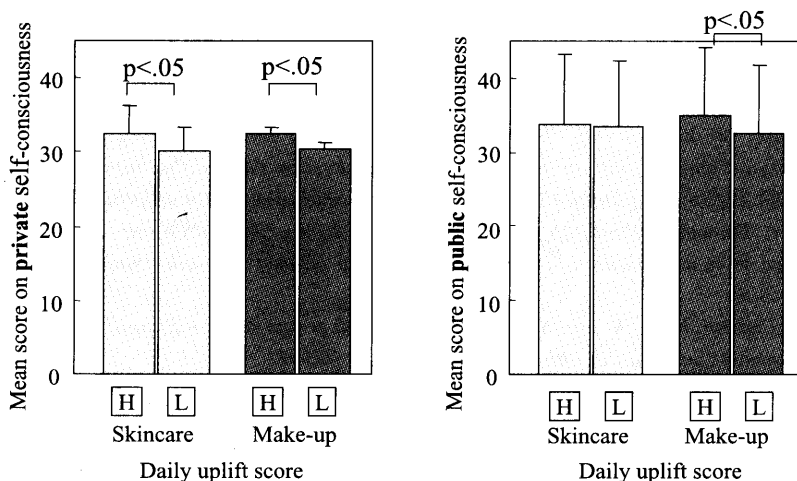 Mean score on private self-consciousness
40
30
20
10
0
p<.05
p<.05
H
L
H
L
Skincare
Make-up
Daily uplift score
Mean score on public self-consciousness
40
30
20
10
0
p<.05
H
L
H
L
Skincare
Make-up
Daily uplift score